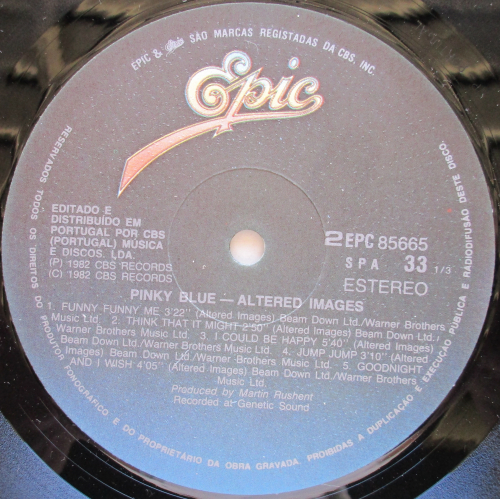 EPIC & Epic SÃO MARCAS REGISTADAS DA CBS, INC.
Epic
EDITADO E
DISTRIBUÍDO EM
PORTUGAL POR CBS
(PORTUGAL) MÚSICA
E DISCOS, LDA.
(P) 1982 CBS RECORDS
(C) 1982 CBS RECORDS
2EPC 85665
SPA 33 1/3
ESTEREO
PINKY BLUE — ALTERED IMAGES
1. FUNNY FUNNY ME 3'22" (Altered Images) Beam Down Ltd./Warner Brothers
Music Ltd. 2. THINK THAT IT MIGHT 2'50" (Altered Images) Beam Down Ltd./
Warner Brothers Music Ltd. 3. I COULD BE HAPPY 5'40" (Altered Images)
Beam Down Ltd./Warner Brothers Music Ltd. 4. JUMP JUMP 3'10" (Altered
Images) Beam Down Ltd./Warner Brothers Music Ltd. 5. GOODNIGHT
AND I WISH 4'05" (Altered Images) Beam Down Ltd./Warner Brothers
Music Ltd.
Produced by Martin Rushent
Recorded at Genetic Sound
RESERVADOS TODOS OS DIREITOS DO PRODUTOR FONOGRÁFICO E DO PROPRIETÁRIO DA OBRA GRAVADA. PROIBIDAS A DUPLICAÇÃO E EXECUÇÃO PÚBLICA E RADIODIFUSÃO DESTE DISCO.